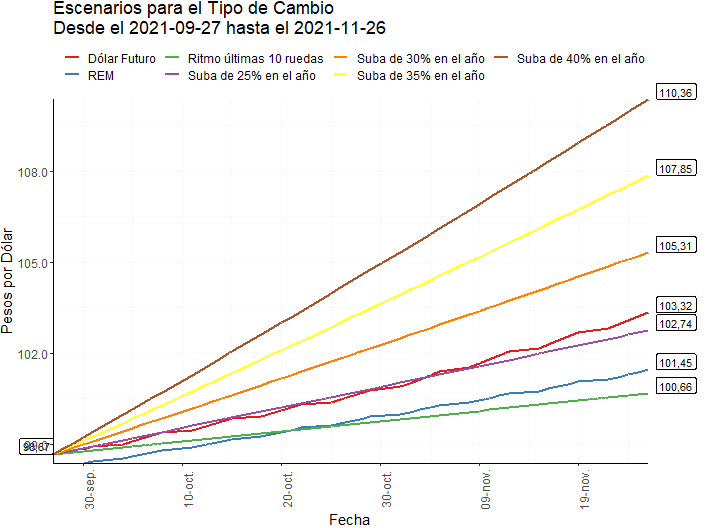 Escenarios para el Tipo de Cambio
Desde el 2021-09-27 hasta el 2021-11-26
Dólar Futuro Ritmo últimas 10 ruedas Suba de 30% en el año Suba de 40% en el año
REM Suba de 25% en el año Suba de 35% en el año
110,36
108.0
107,85
105,31
105.0
103,32
102,74
102.0
101,45
100,66
Pesos por Dólar
30-sep.
10-oct.
20-oct.
30-oct.
09-nov.
19-nov.
Fecha